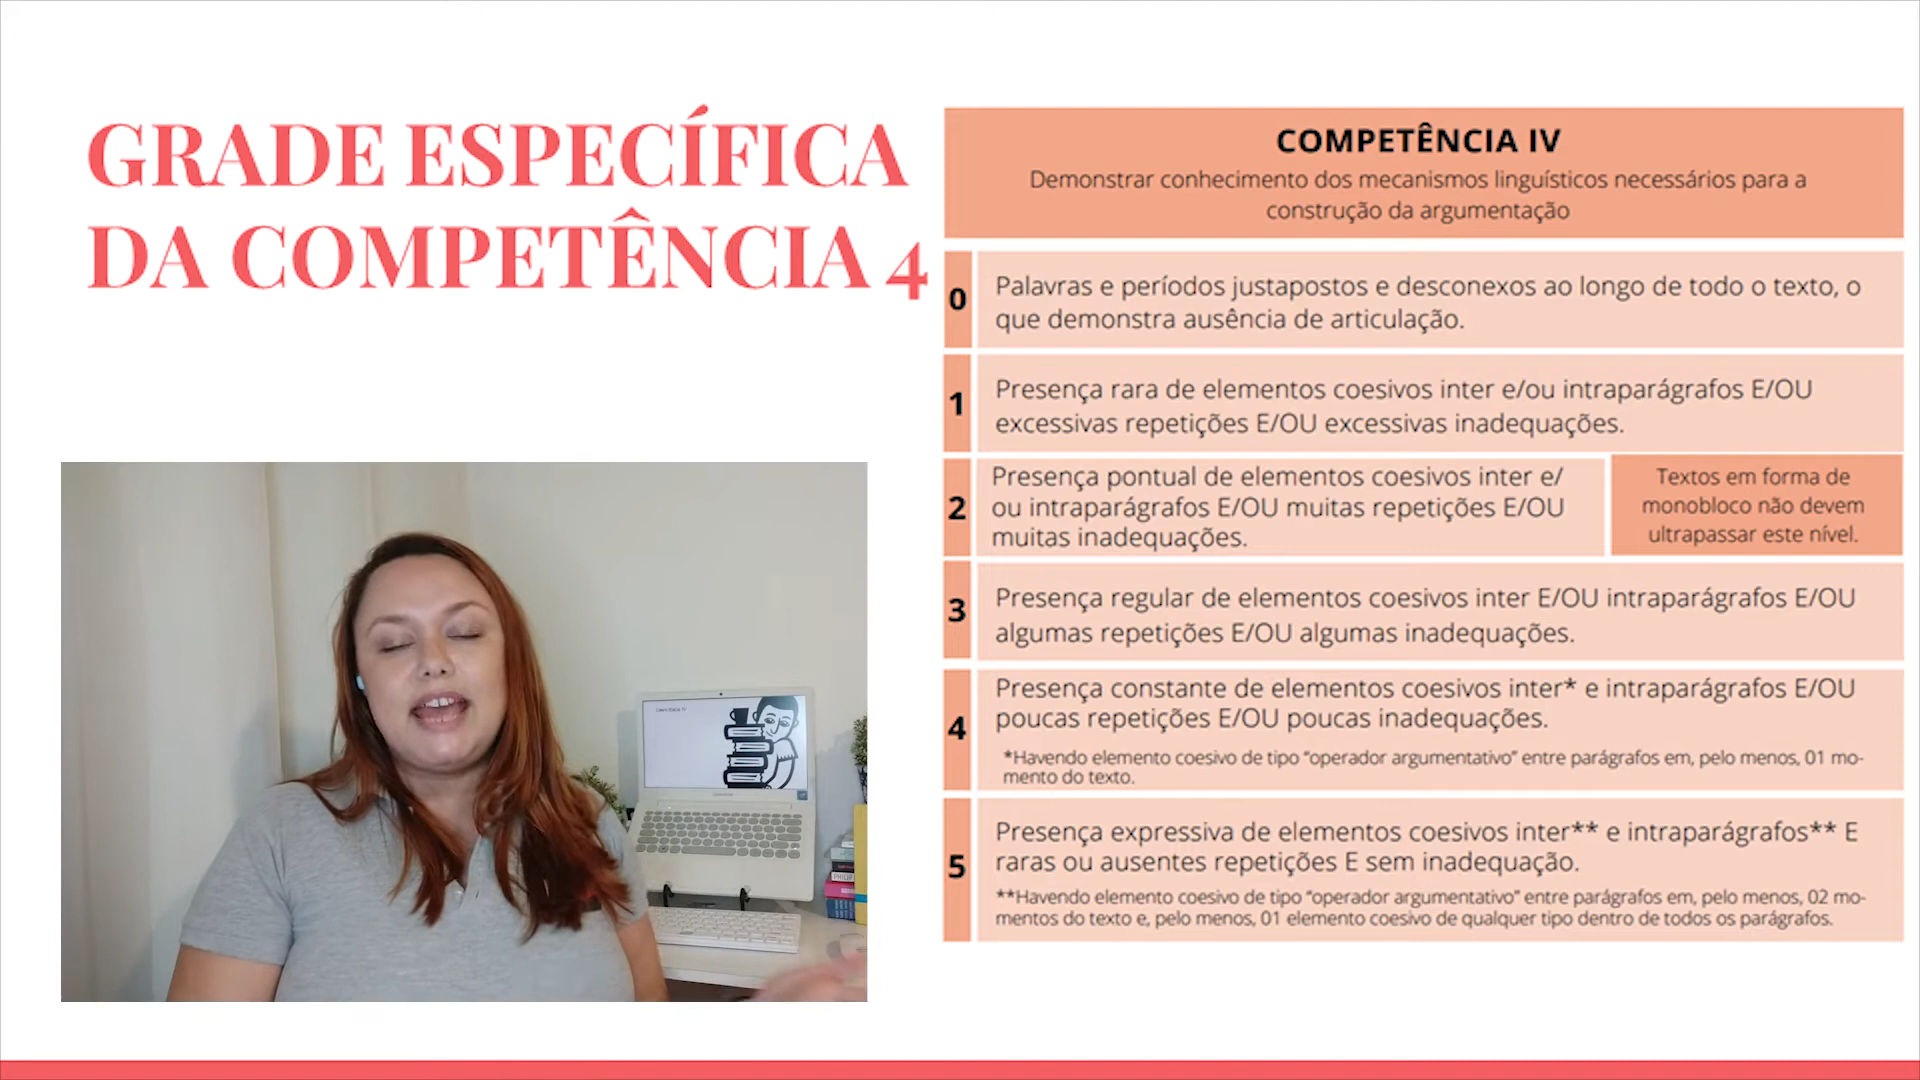 GRADE ESPECÍFICA
DA COMPETÊNCIA 4
COMPETÊNCIA IV
Demonstrar conhecimento dos mecanismos linguísticos necessários para a
construção da argumentação
0
Palavras e períodos justapostos e desconexos ao longo de todo o texto, o
que demonstra ausência de articulação.
1
Presença rara de elementos coesivos inter e/ou intraparágrafos E/OU
excessivas repetições E/OU excessivas inadequações.
2
Presença pontual de elementos coesivos inter e/
ou intraparágrafos E/OU muitas repetições E/OU
muitas inadequações.
Textos em forma de
monobloco não devem
ultrapassar este nível.
3
Presença regular de elementos coesivos inter E/OU intraparágrafos E/OU
algumas repetições E/OU algumas inadequações.
4
Presença constante de elementos coesivos inter* e intraparágrafos E/OU
poucas repetições E/OU poucas inadequações.
*Havendo elemento coesivo de tipo “operador argumentativo” entre parágrafos em, pelo menos, 01 mo-
mento do texto.
5
Presença expressiva de elementos coesivos inter** e intraparágrafos** E
raras ou ausentes repetições E sem inadequação.
**Havendo elemento coesivo de tipo “operador argumentativo” entre parágrafos em, pelo menos, 02 mo-
mentos do texto e, pelo menos, 01 elemento coesivo de qualquer tipo dentro de todos os parágrafos.